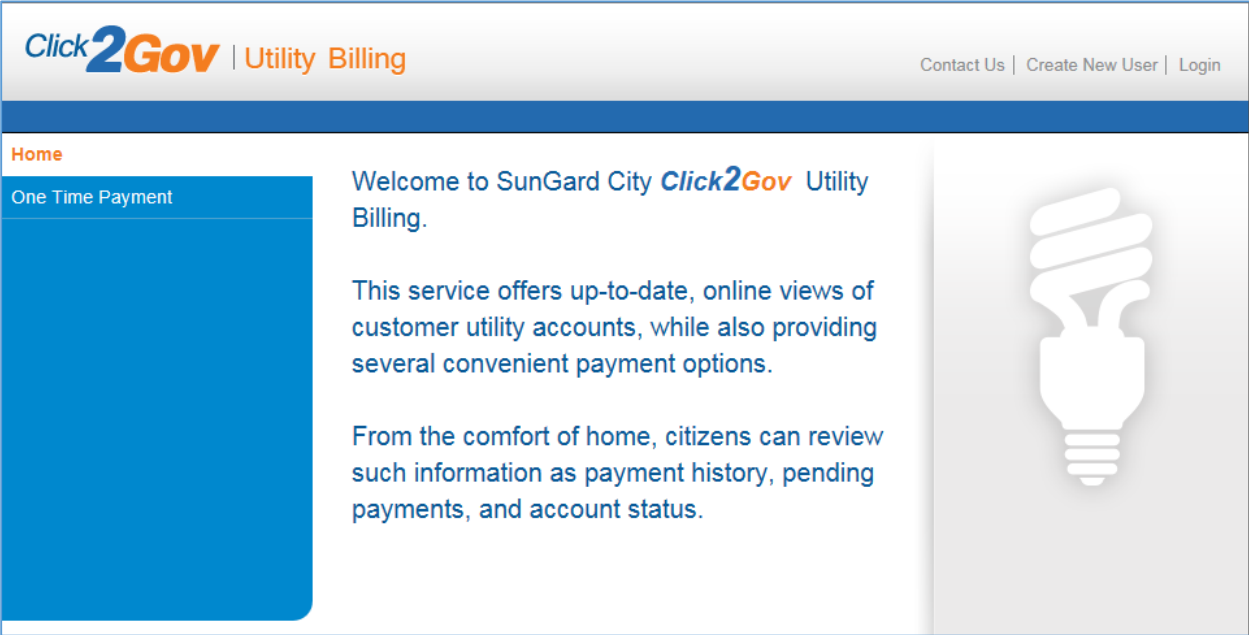 Click2Gov | Utility Billing
Contact Us | Create New User | Login
Home
One Time Payment
Welcome to SunGard City Click2Gov Utility
Billing.
This service offers up-to-date, online views of
customer utility accounts, while also providing
several convenient payment options.
From the comfort of home, citizens can review
such information as payment history, pending
payments, and account status.